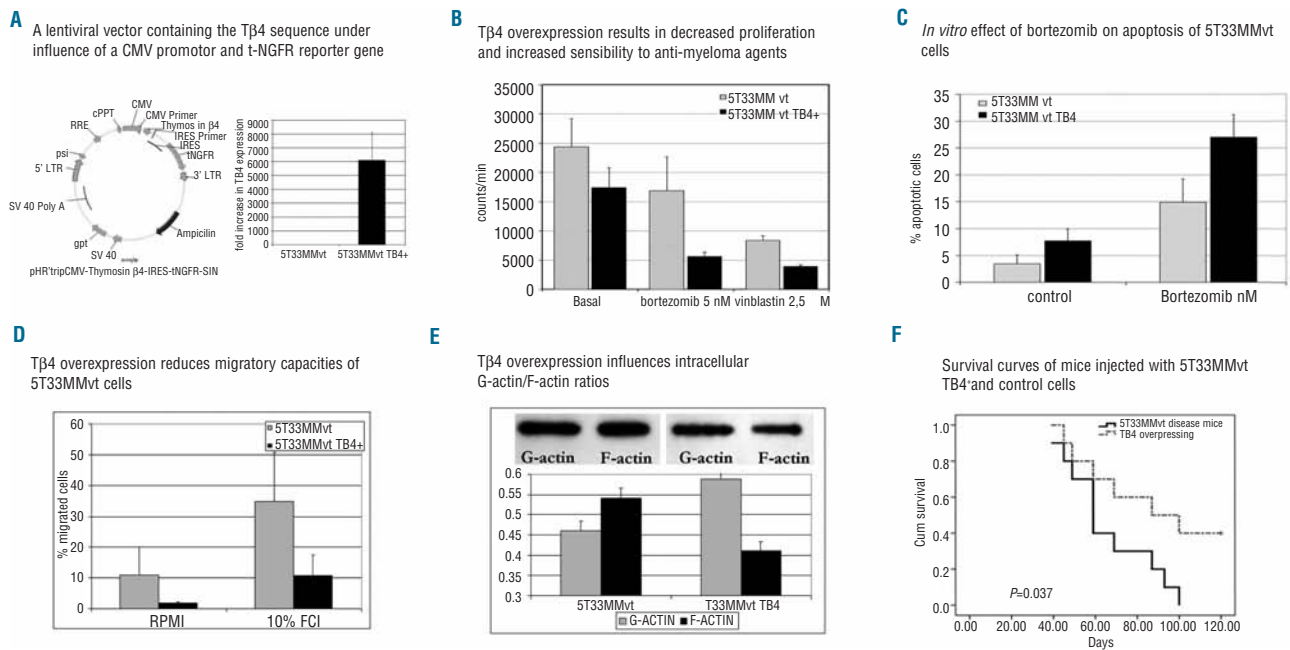 A
A lentiviral vector containing the Tβ4 sequence under
influence of a CMV promotor and t-NGFR reporter gene
CMV
cPPT
CMV Primer
Thymos in β4
RRE
IRES Primer
IRES
tNGFR
psi
5' LTR
3' LTR
SV 40 Poly A
Ampicilin
gpt
SV 40
pHR'tripCMV-Thymosin β4-IRES-tNGFR-SIN
fold increase in TB4 expression
9000
8000
7000
6000
5000
4000
3000
2000
1000
0
5T33MMvt 5T33MMvt TB4+
B
Tβ4 overexpression results in decreased proliferation
and increased sensibility to anti-myeloma agents
counts/min
35000
30000
25000
20000
15000
10000
5000
0
5T33MM vt
5T33MM vt TB4+
Basal bortezomib 5 nM vinblastin 2,5 M
C
In vitro effect of bortezomib on apoptosis of 5T33MMvt
cells
% apoptotic cells
35
30
25
20
15
10
5
0
5T33MM vt
5T33MM vt TB4
control Bortezomib nM
D
Tβ4 overexpression reduces migratory capacities of
5T33MMvt cells
% migrated cells
60
50
40
30
20
10
0
5T33MMvt
5T33MMvt TB4+
RPMI 10% FCI
E
Tβ4 overexpression influences intracellular
G-actin/F-actin ratios
G-actin F-actin G-actin F-actin
0.6
0.55
0.5
0.45
0.4
0.35
0.3
5T33MMvt T33MMvt TB4
G-ACTIN F-ACTIN
F
Survival curves of mice injected with 5T33MMvt
TB4+and control cells
5T33MMvt disease mice
TB4 overpressing
Cum survival
1.0
0.8
0.6
0.4
0.2
0.0
P=0.037
0.00 20.00 40.00 60.00 80.00 100.00 120.00
Days